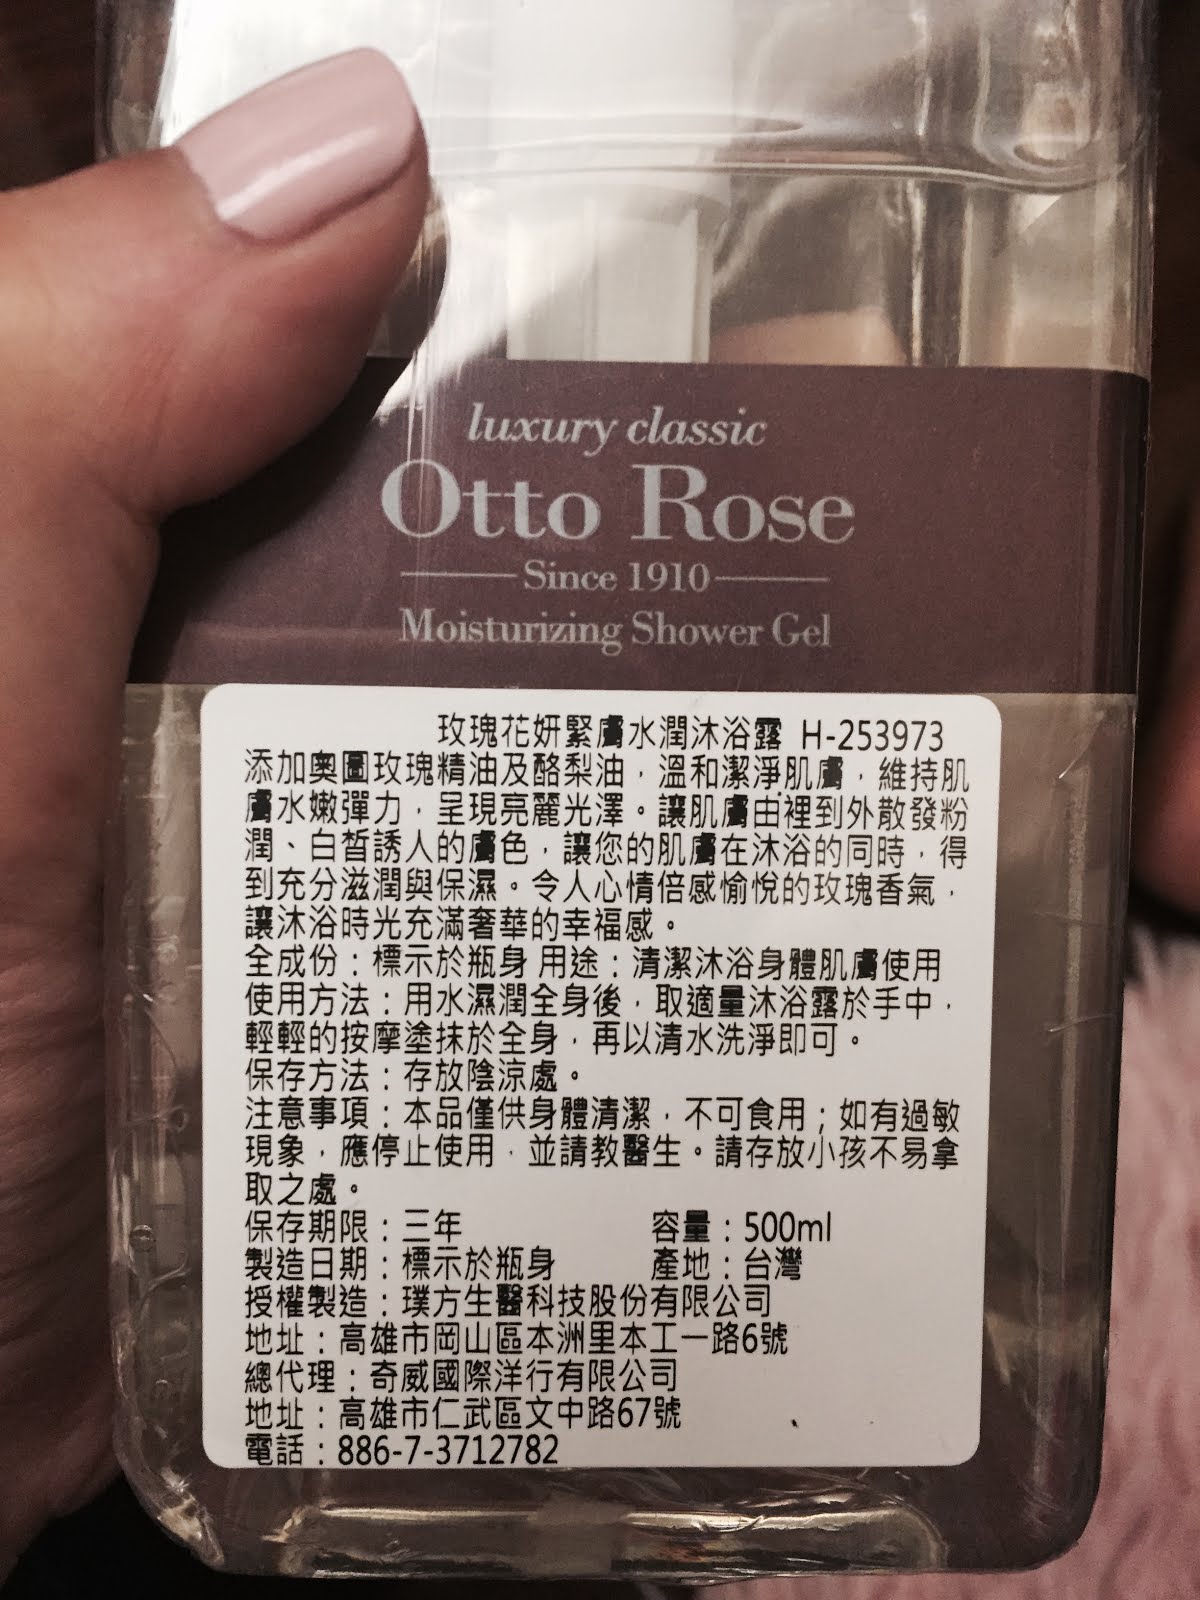 luxury classic
Otto Rose
Since 1910
Moisturizing Shower Gel
玫瑰花妍緊膚水潤沐浴露 H-253973
添加奧圖玫瑰精油及酪梨油，溫和潔淨肌膚，維持肌
膚水嫩彈力，呈現亮麗光澤。讓肌膚由裡到外散發粉
潤、白皙誘人的膚色，讓您的肌膚在沐浴的同時，得
到充分滋潤與保濕。令人心情倍感愉悅的玫瑰香氣，
讓沐浴時光充滿奢華的幸福感。
全成份：標示於瓶身 用途：清潔沐浴身體肌膚使用
使用方法：用水濕潤全身後，取適量沐浴露於手中，
輕輕的按摩塗抹於全身，再以清水洗淨即可。
保存方法：存放陰涼處。
注意事項：本品僅供身體清潔，不可食用；如有過敏
現象，應停止使用，並請教醫生。請存放小孩不易拿
取之處。
保存期限：三年 容量：500ml
製造日期：標示於瓶身 產地：台灣
授權製造：璞方生醫科技股份有限公司
地址：高雄市岡山區本洲里本工一路6號
總代理：奇威國際洋行有限公司
地址：高雄市仁武區文中路67號
電話：886-7-3712782